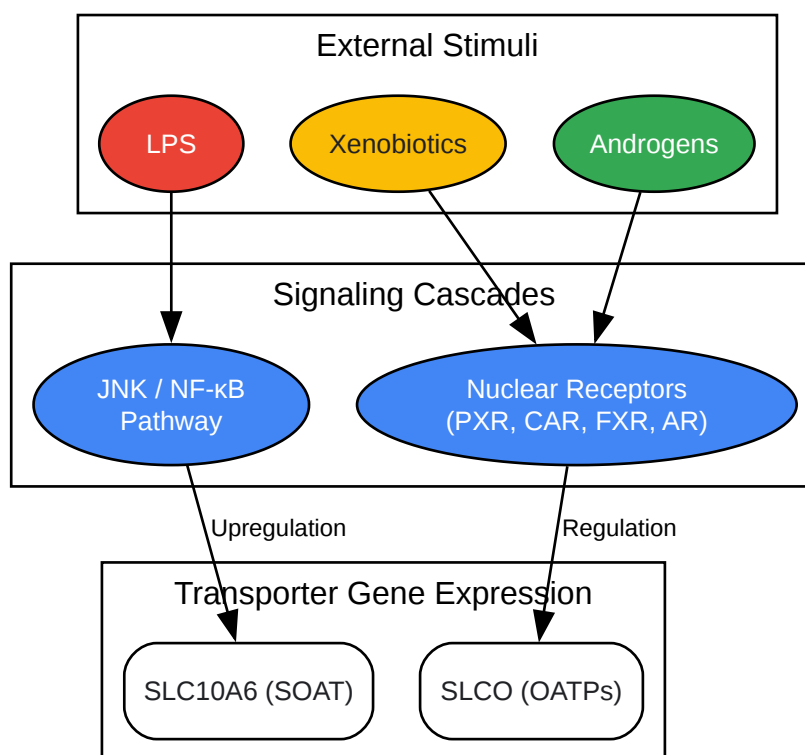 External Stimuli
LPS
Xenobiotics
Androgens
Signaling Cascades
JNK / NF-κB
Pathway
Nuclear Receptors
(PXR, CAR, FXR, AR)
Upregulation
Regulation
Transporter Gene Expression
SLC10A6 (SOAT)
SLCO (OATPs)